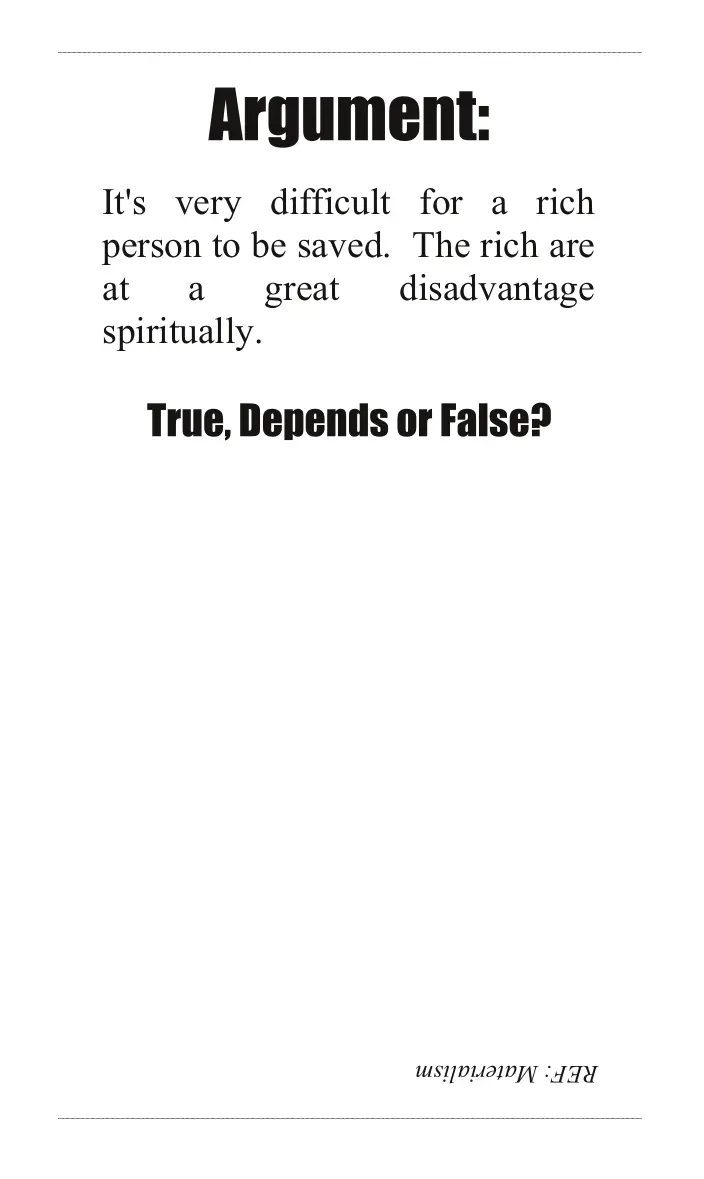 Argument:
It's very difficult for a rich
person to be saved. The rich are
at a great disadvantage
spiritually.
True, Depends or False?
REF: Materialism